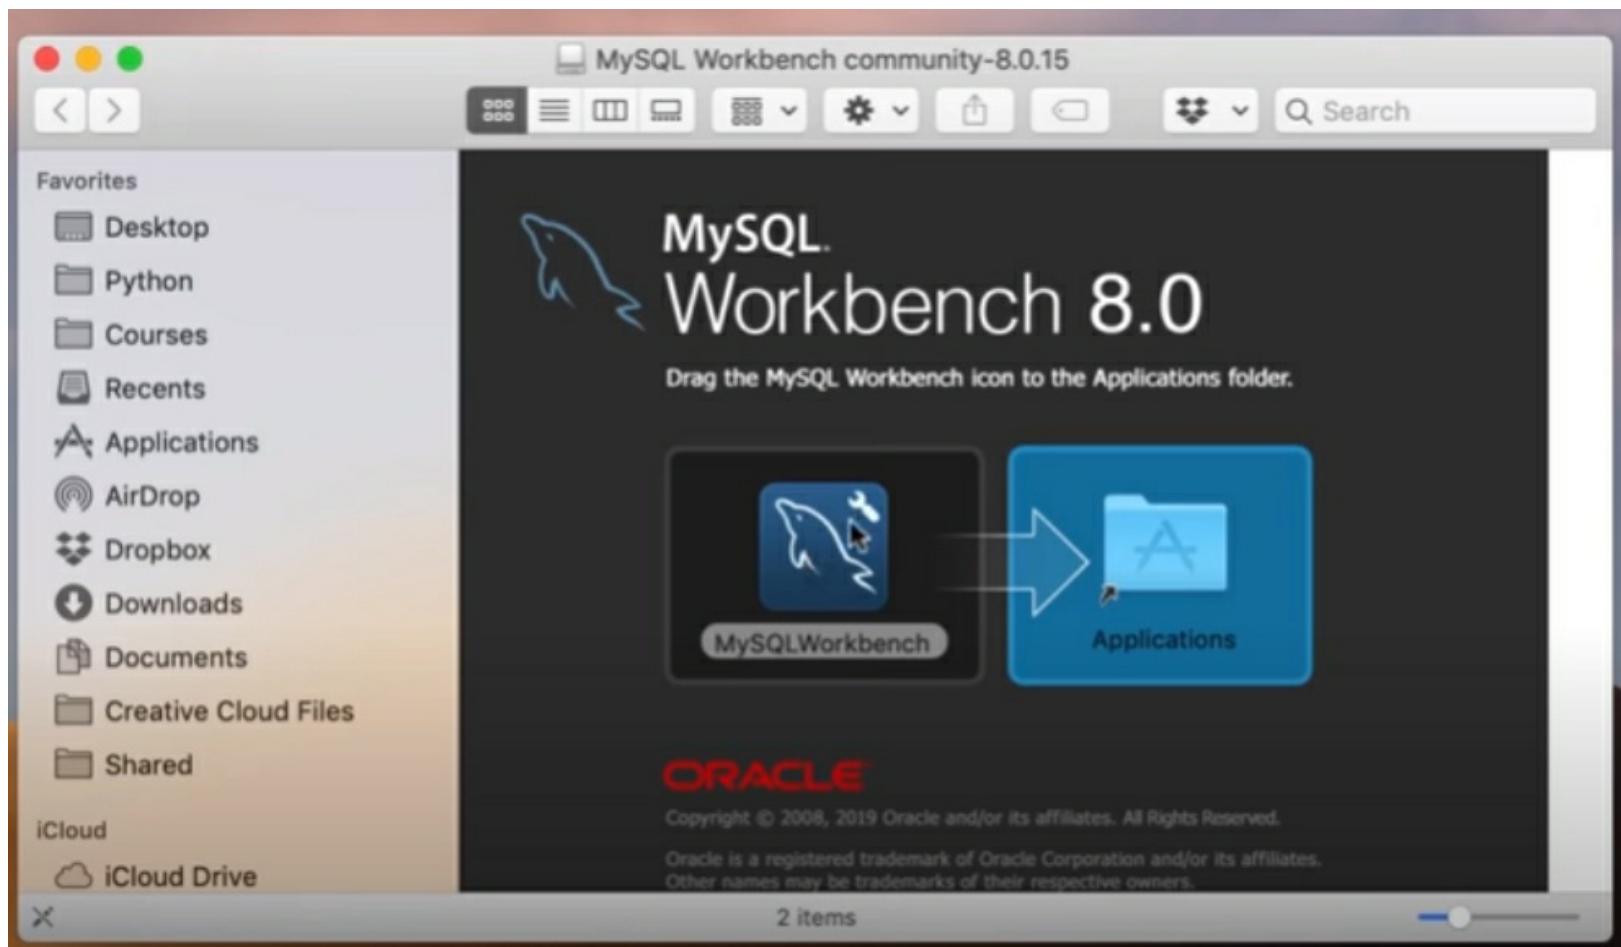 MySQL Workbench community-8.0.15
Search
Favorites
Desktop
Python
Courses
Recents
Applications
AirDrop
Dropbox
Downloads
Documents
Creative Cloud Files
Shared
iCloud
iCloud Drive
MySQL.
Workbench 8.0
Drag the MySQL Workbench icon to the Applications folder.
MySQLWorkbench
Applications
ORACLE
Copyright © 2008, 2019 Oracle and/or its affiliates. All Rights Reserved.
Oracle is a registered trademark of Oracle Corporation and/or its affiliates.
Other names may be trademarks of their respective owners.
2 items